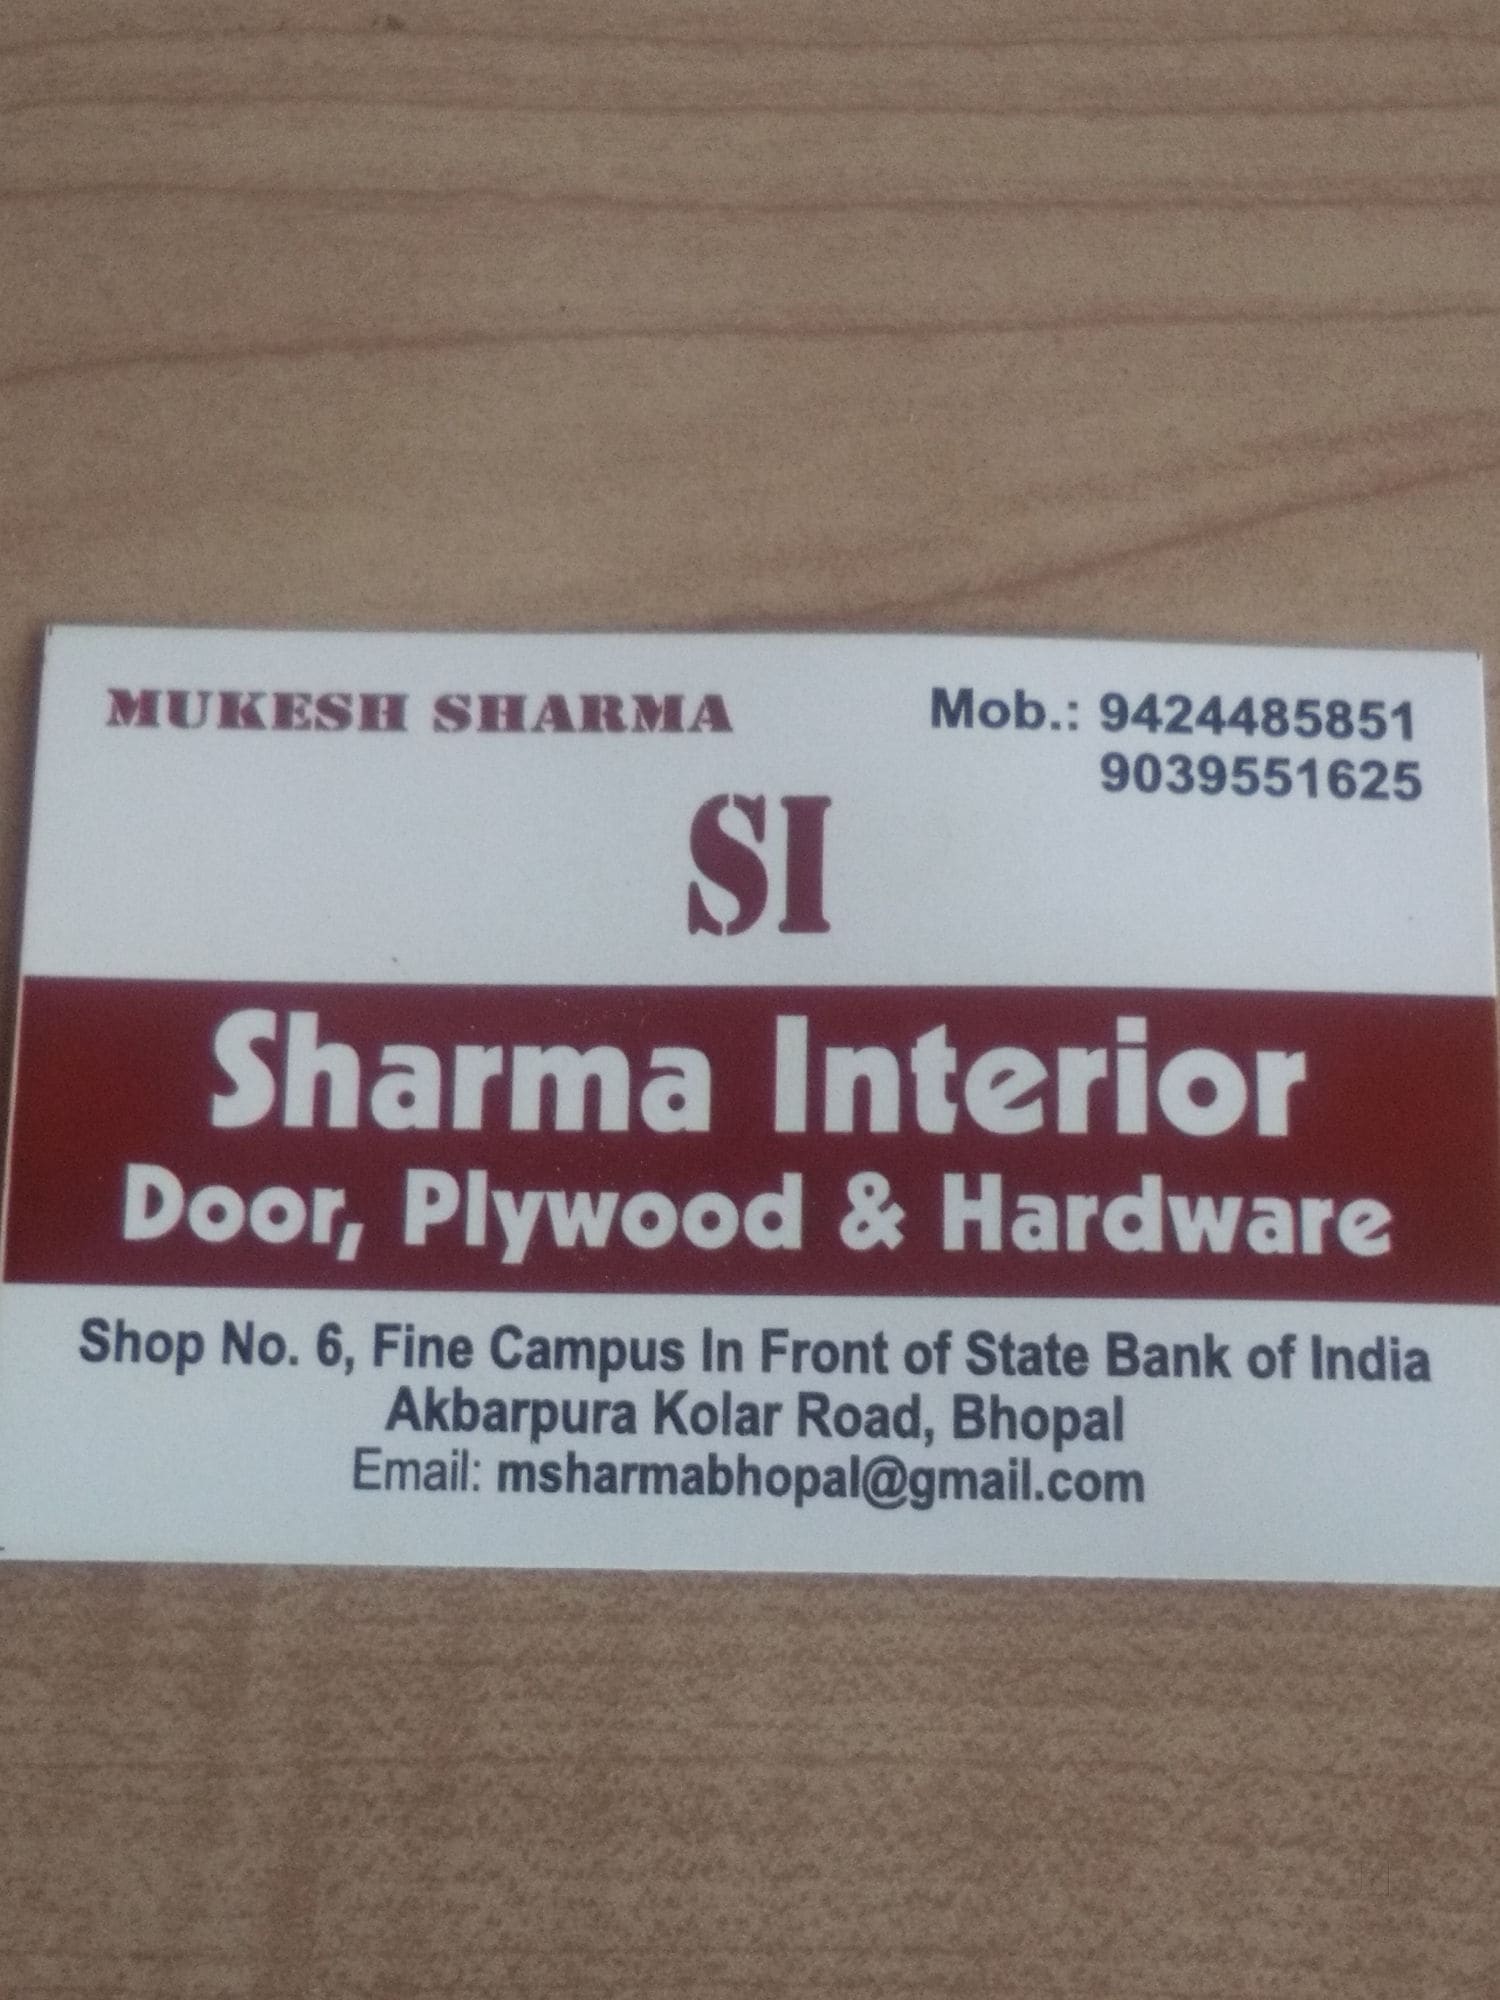 MUKESH SHARMA
Mob.: 9424485851
9039551625
SI
Sharma Interior
Door, Plywood & Hardware
Shop No. 6, Fine Campus In Front of State Bank of India
Akbarpura Kolar Road, Bhopal
Email: msharmabhopal@gmail.com